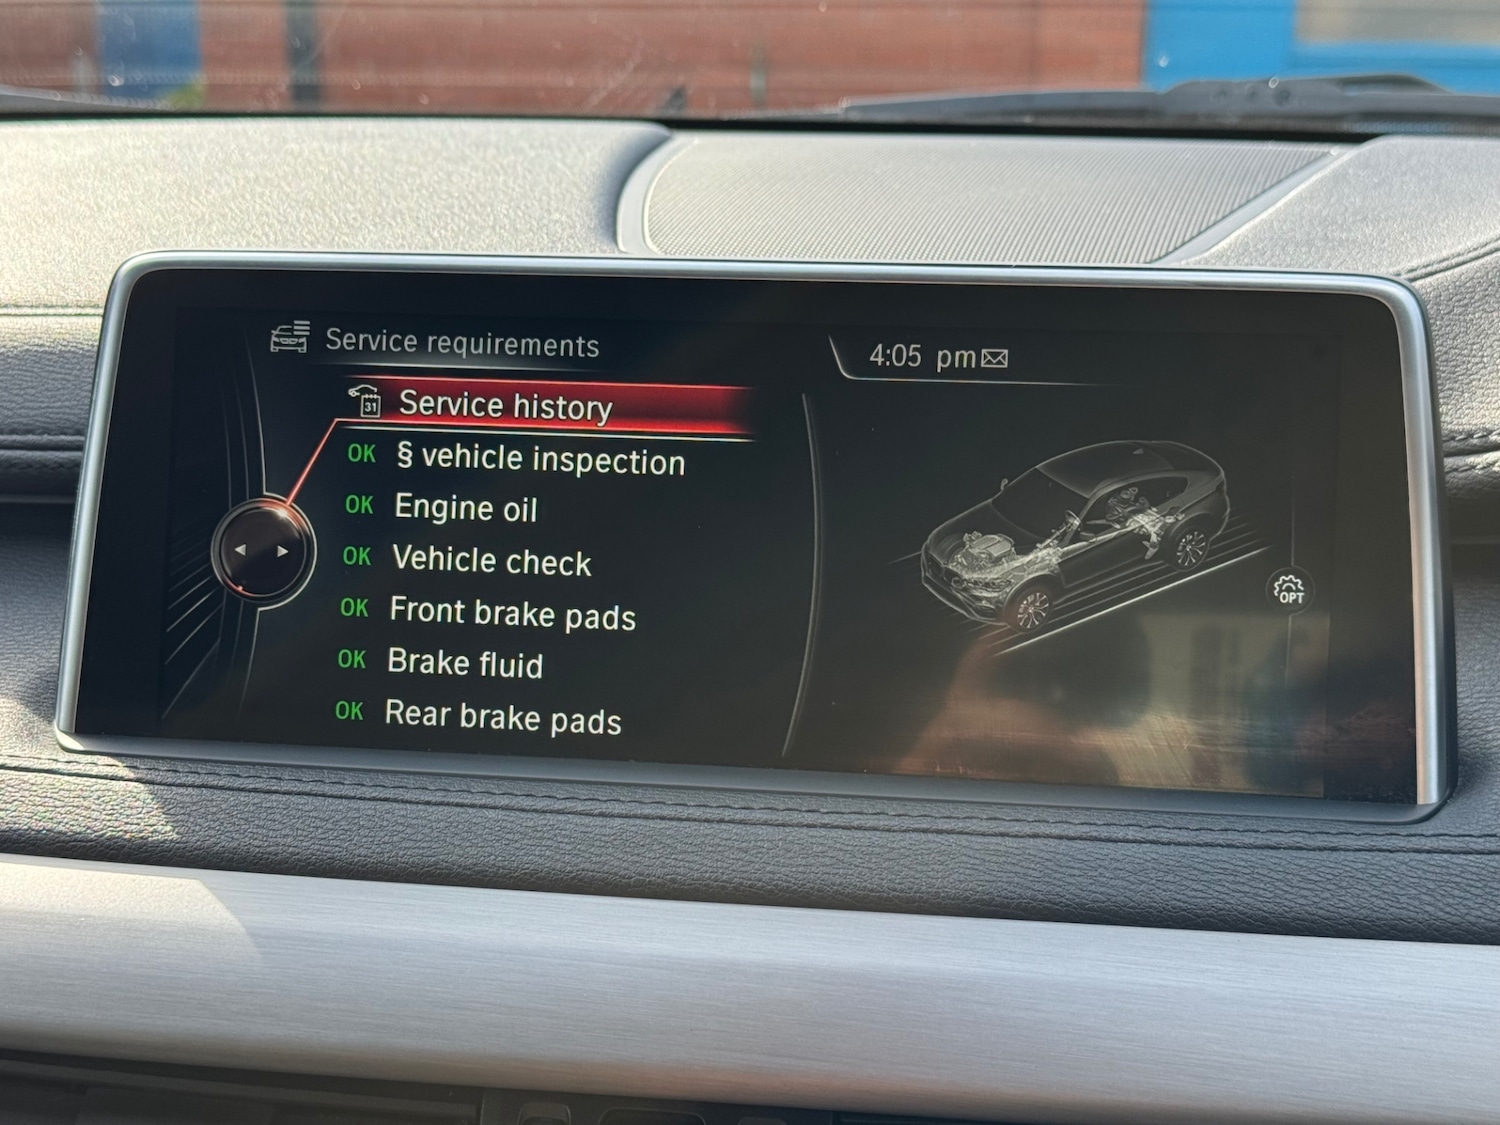 Service requirements
4:05 pm
31 Service history
OK § vehicle inspection
OK Engine oil
OK Vehicle check
OK Front brake pads
OK Brake fluid
OK Rear brake pads
OPT